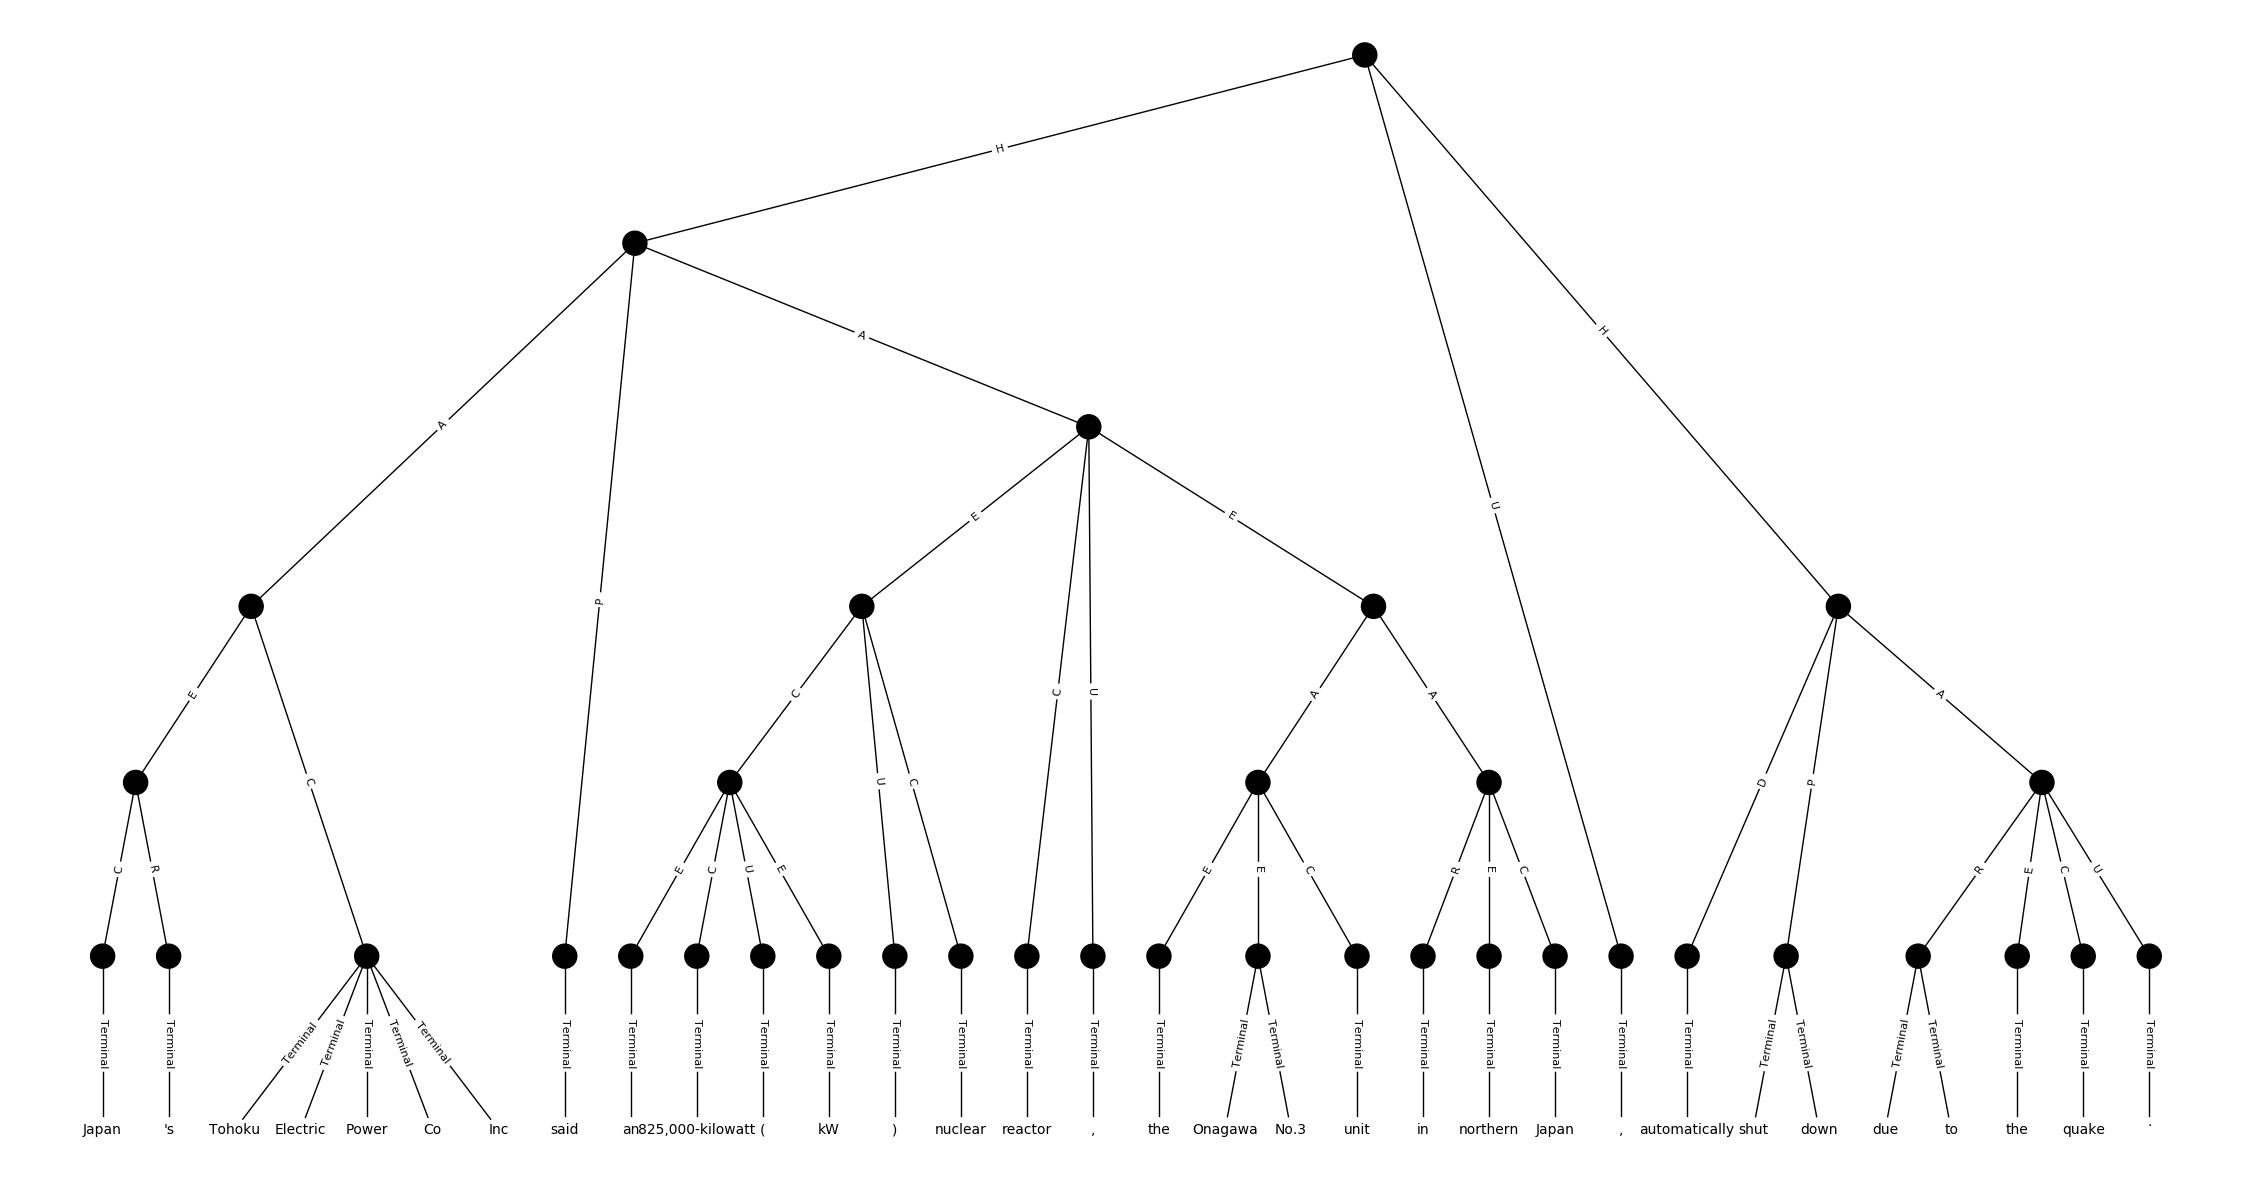 H
A
H
A
U
E
E
P
E
C
C
U
A
A
A
C
U
C
U
C
D
P
C
R
E
C
U
E
E
E
C
R
E
C
R
E
C
U
Terminal Terminal Terminal Terminal Terminal Terminal Terminal Terminal Terminal Terminal Terminal Terminal Terminal Terminal Terminal Terminal Terminal Terminal Terminal Terminal Terminal Terminal Terminal Terminal Terminal Terminal Terminal Terminal Terminal Terminal Terminal Terminal
Japan 's Tohoku Electric Power Co Inc said an 825,000-kilowatt ( kW ) nuclear reactor , the Onagawa No.3 unit in northern Japan , automatically shut down due to the quake .